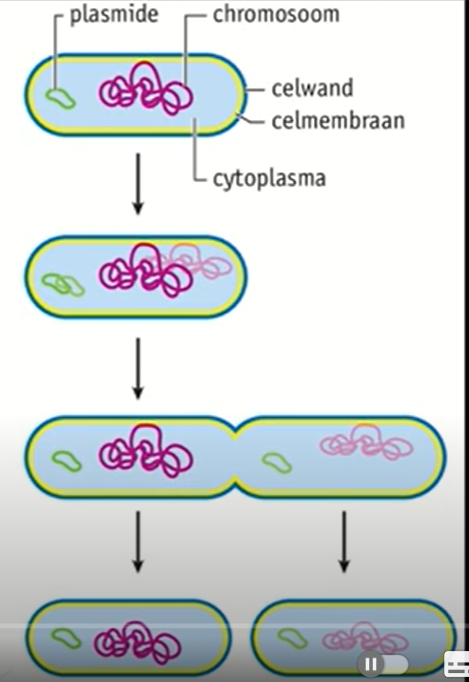 plasmide
chromosoom
celwand
celmembraan
cytoplasma